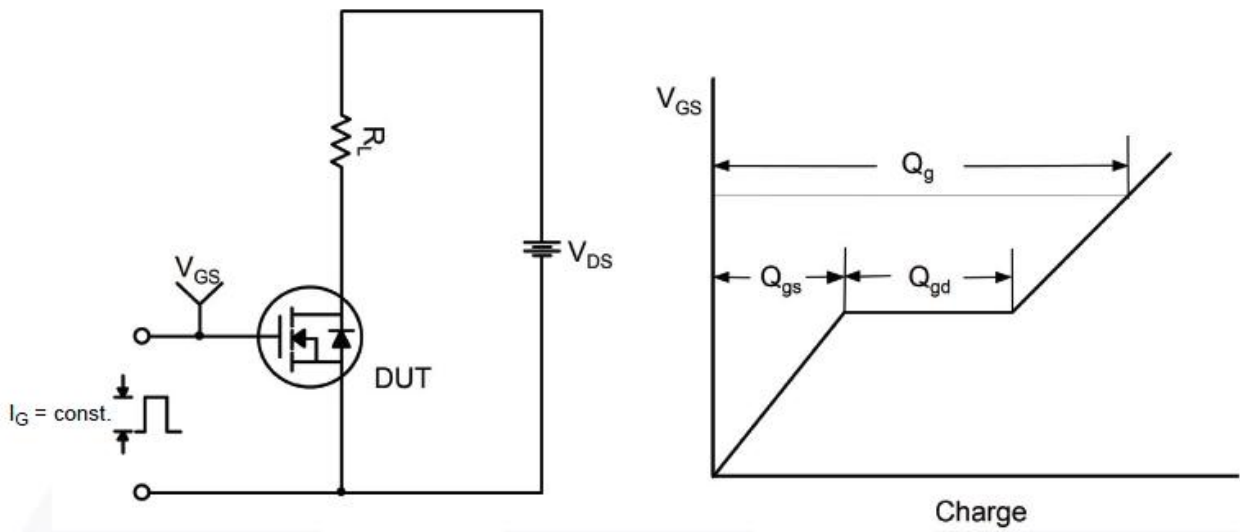 R_L
V_GS
V_DS
DUT
I_G = const.
V_GS
Q_g
Q_gs
Q_gd
Charge